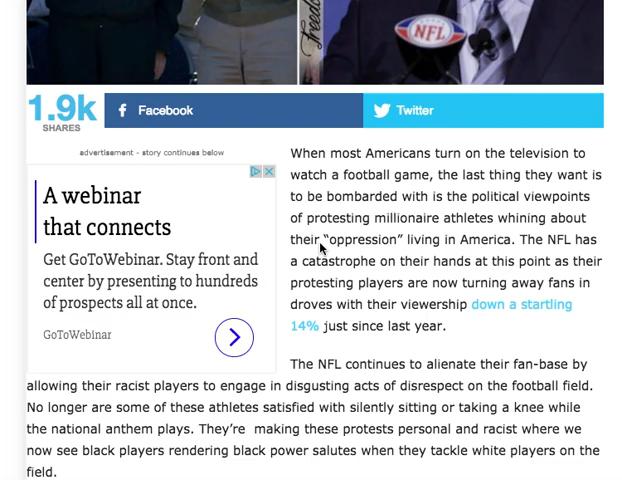 Freedo
NFL
1.9k
SHARES
Facebook
Twitter
advertisement - story continues below
A webinar
that connects
Get GoToWebinar. Stay front and
center by presenting to hundreds
of prospects all at once.
GoToWebinar
When most Americans turn on the television to
watch a football game, the last thing they want is
to be bombarded with is the political viewpoints
of protesting millionaire athletes whining about
their “oppression” living in America. The NFL has
a catastrophe on their hands at this point as their
protesting players are now turning away fans in
droves with their viewership down a startling
14% just since last year.
The NFL continues to alienate their fan-base by
allowing their racist players to engage in disgusting acts of disrespect on the football field.
No longer are some of these athletes satisfied with silently sitting or taking a knee while
the national anthem plays. They’re  making these protests personal and racist where we
now see black players rendering black power salutes when they tackle white players on the
field.